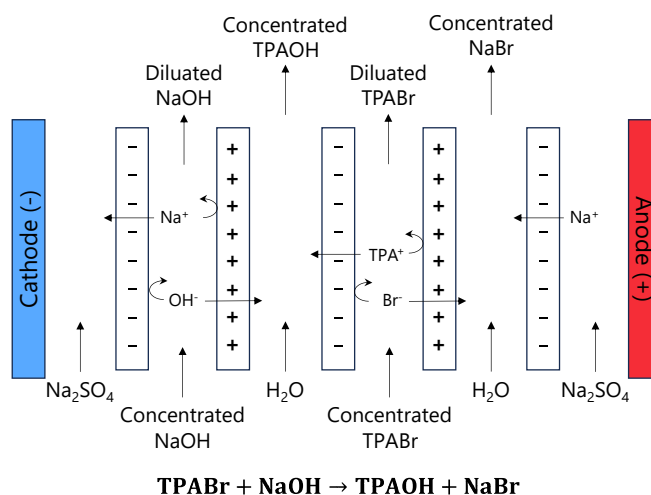 Concentrated
TPAOH
Concentrated
NaBr
Diluated
NaOH
Diluated
TPABr
Cathode (-)
Anode (+)
− + − + −
− + − + −
− + − + −
− + − + −
− + − + −
− + − + −
− + − + −
− + − + −
Na⁺
Na⁺
TPA⁺
OH⁻
Br⁻
Na₂SO₄
H₂O
H₂O
Na₂SO₄
Concentrated
NaOH
Concentrated
TPABr
TPABr + NaOH → TPAOH + NaBr